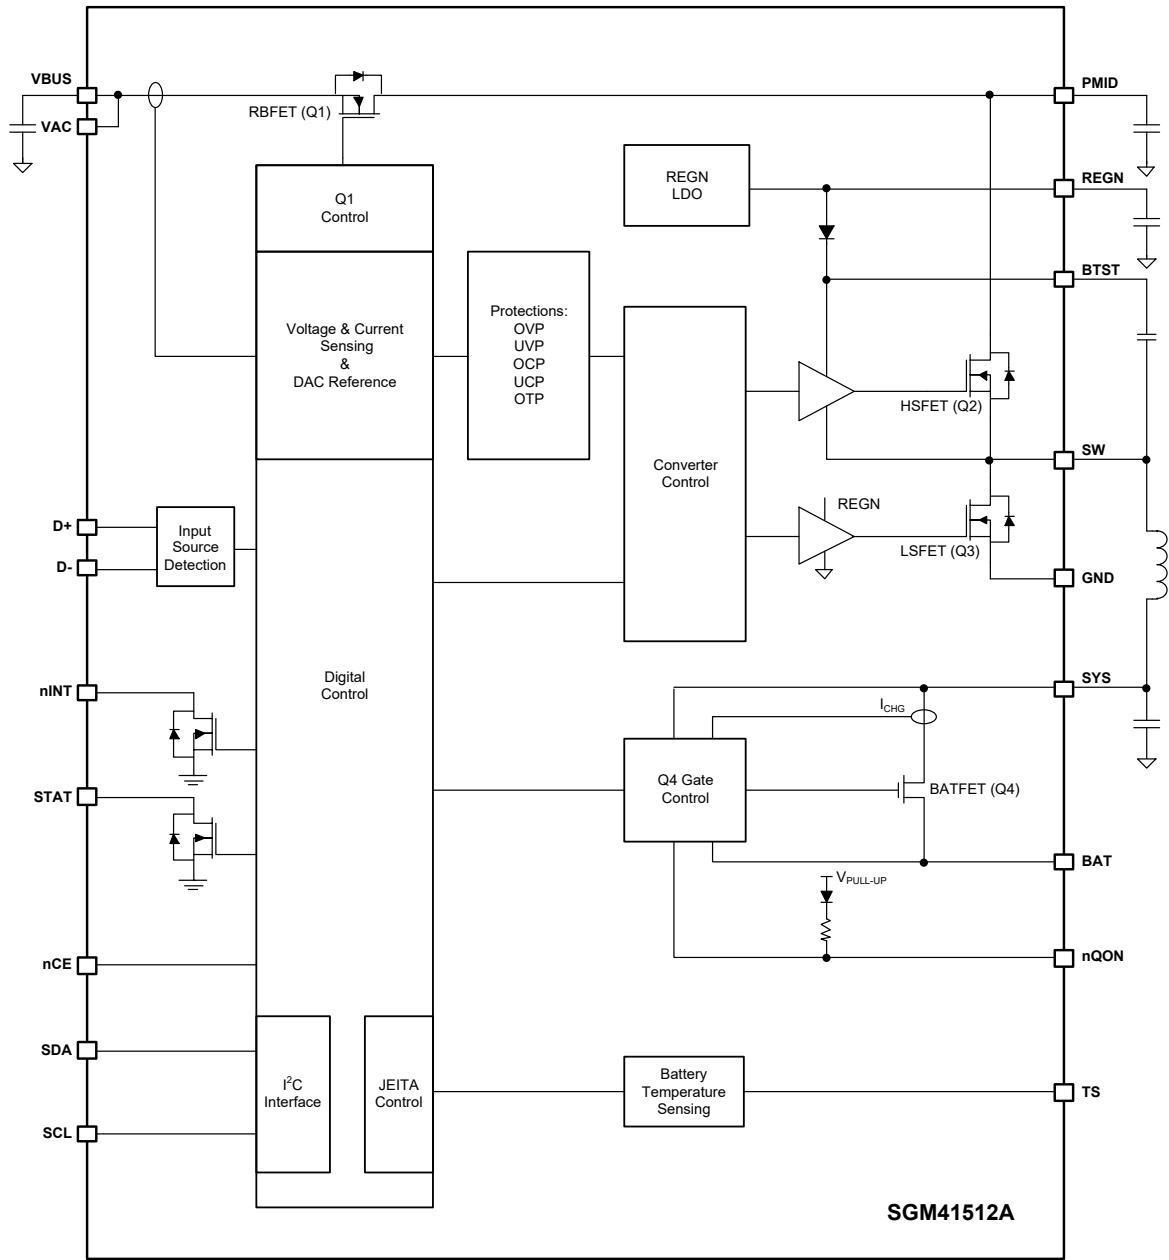 VBUS
VAC
RBFET (Q1)
PMID
Q1
Control
REGN
LDO
REGN
BTST
Voltage & Current
Sensing
&
DAC Reference
Protections:
OVP
UVP
OCP
UCP
OTP
HSFET (Q2)
Converter
Control
SW
D+
D-
Input
Source
Detection
REGN
LSFET (Q3)
GND
Digital
Control
nINT
STAT
SYS
I_CHG
Q4 Gate
Control
BATFET (Q4)
BAT
V_PULL-UP
nQON
nCE
SDA
SCL
I²C
Interface
JEITA
Control
Battery
Temperature
Sensing
TS
SGM41512A